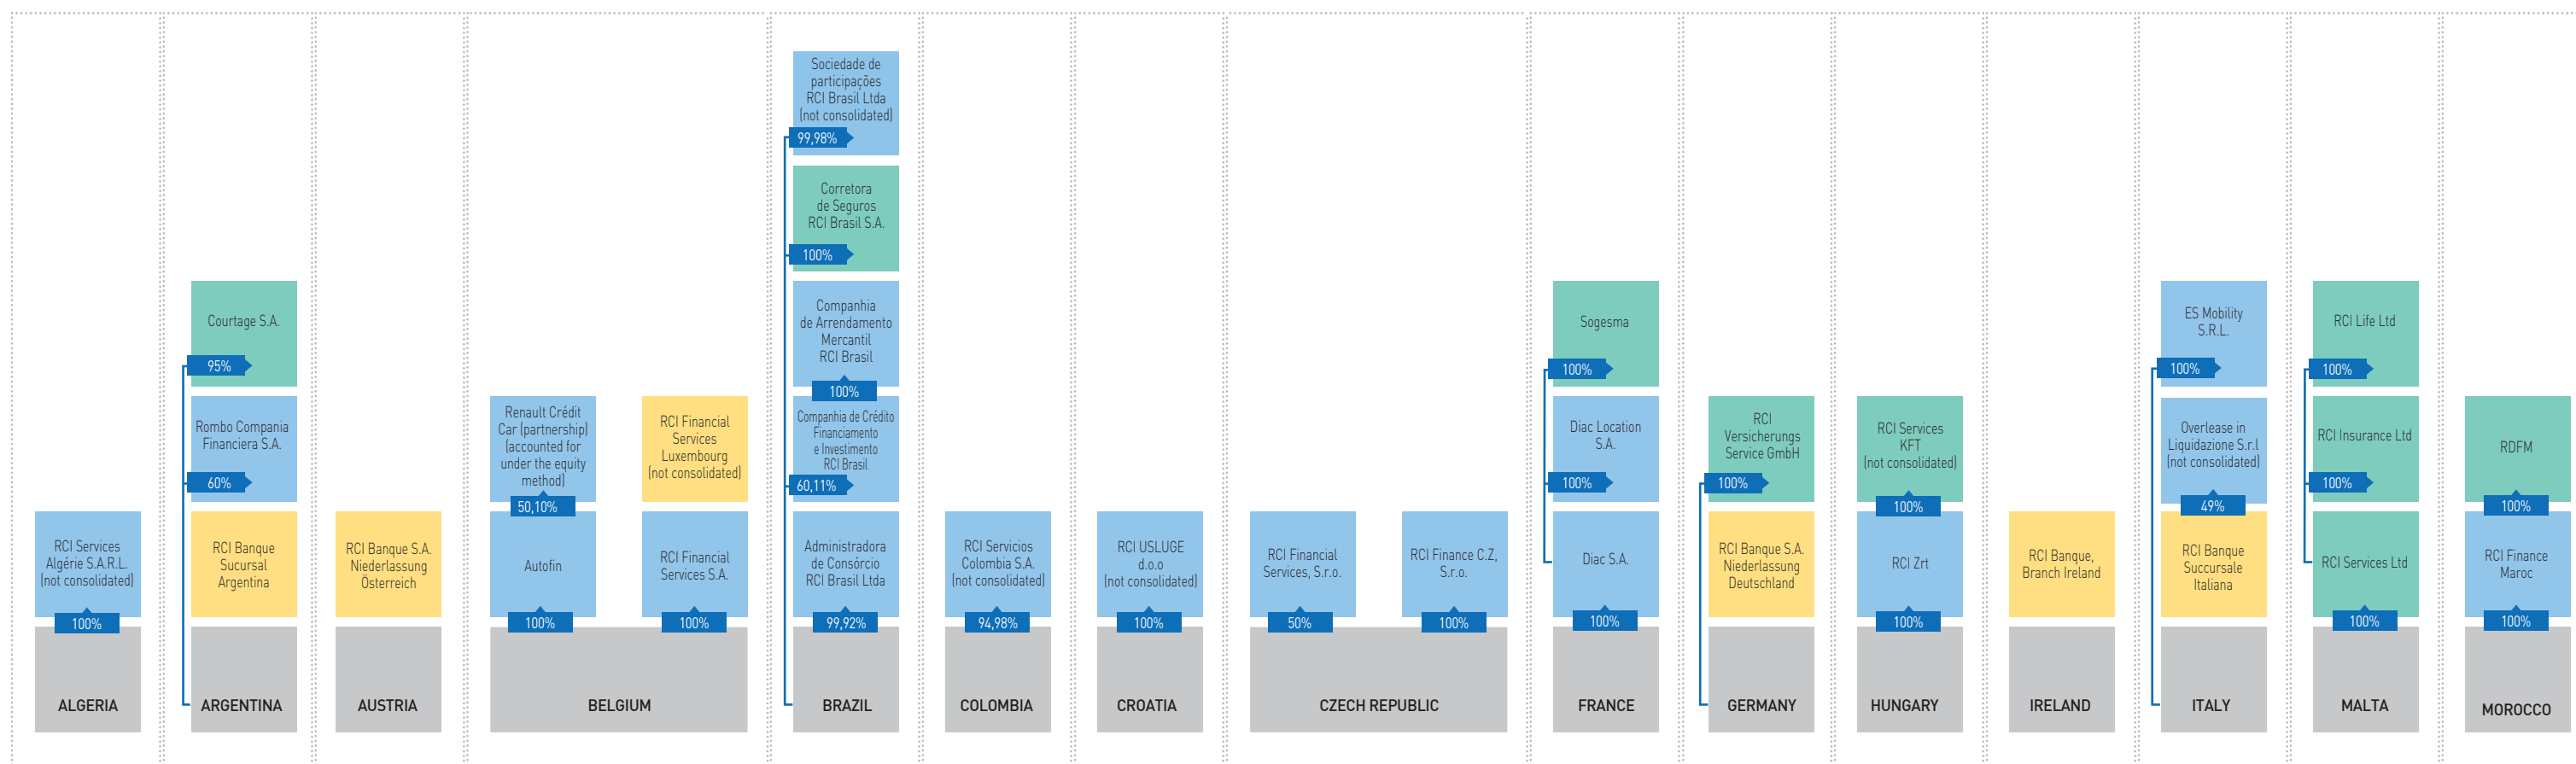 RCI Services
Algérie S.A.R.L.
(not consolidated)
100%
ALGERIA
Courtage S.A.
95%
Rombo Compania
Financiera S.A.
60%
RCI Banque
Sucursal
Argentina
ARGENTINA
RCI Banque S.A.
Niederlassung
Österreich
AUSTRIA
Renault Crédit
Car (partnership)
(accounted for
under the equity
method)
50,10%
Autofin
100%
RCI Financial
Services
Luxembourg
(not consolidated)
RCI Financial
Services S.A.
100%
BELGIUM
Sociedade de
participações
RCI Brasil Ltda
(not consolidated)
99,98%
Corretora
de Seguros
RCI Brasil S.A.
100%
Companhia
de Arrendamento
Mercantil
RCI Brasil
100%
Companhia de Crédito
Financiamento
e Investimento
RCI Brasil
60,11%
Administradora
de Consórcio
RCI Brasil Ltda
99,92%
BRAZIL
RCI Servicios
Colombia S.A.
(not consolidated)
94,98%
COLOMBIA
RCI USLUGE
d.o.o
(not consolidated)
100%
CROATIA
RCI Financial
Services, S.r.o.
50%
RCI Finance C.Z,
S.r.o.
100%
CZECH REPUBLIC
Sogesma
100%
Diac Location
S.A.
100%
Diac S.A.
100%
FRANCE
RCI
Versicherungs
Service GmbH
100%
RCI Banque S.A.
Niederlassung
Deutschland
GERMANY
RCI Services
KFT
(not consolidated)
100%
RCI Zrt
100%
HUNGARY
RCI Banque,
Branch Ireland
IRELAND
ES Mobility
S.R.L.
100%
Overlease in
Liquidazione S.r.l
(not consolidated)
49%
RCI Banque
Succursale
Italiana
ITALY
RCI Life Ltd
100%
RCI Insurance Ltd
100%
RCI Services Ltd
100%
MALTA
RDFM
100%
RCI Finance
Maroc
100%
MOROCCO